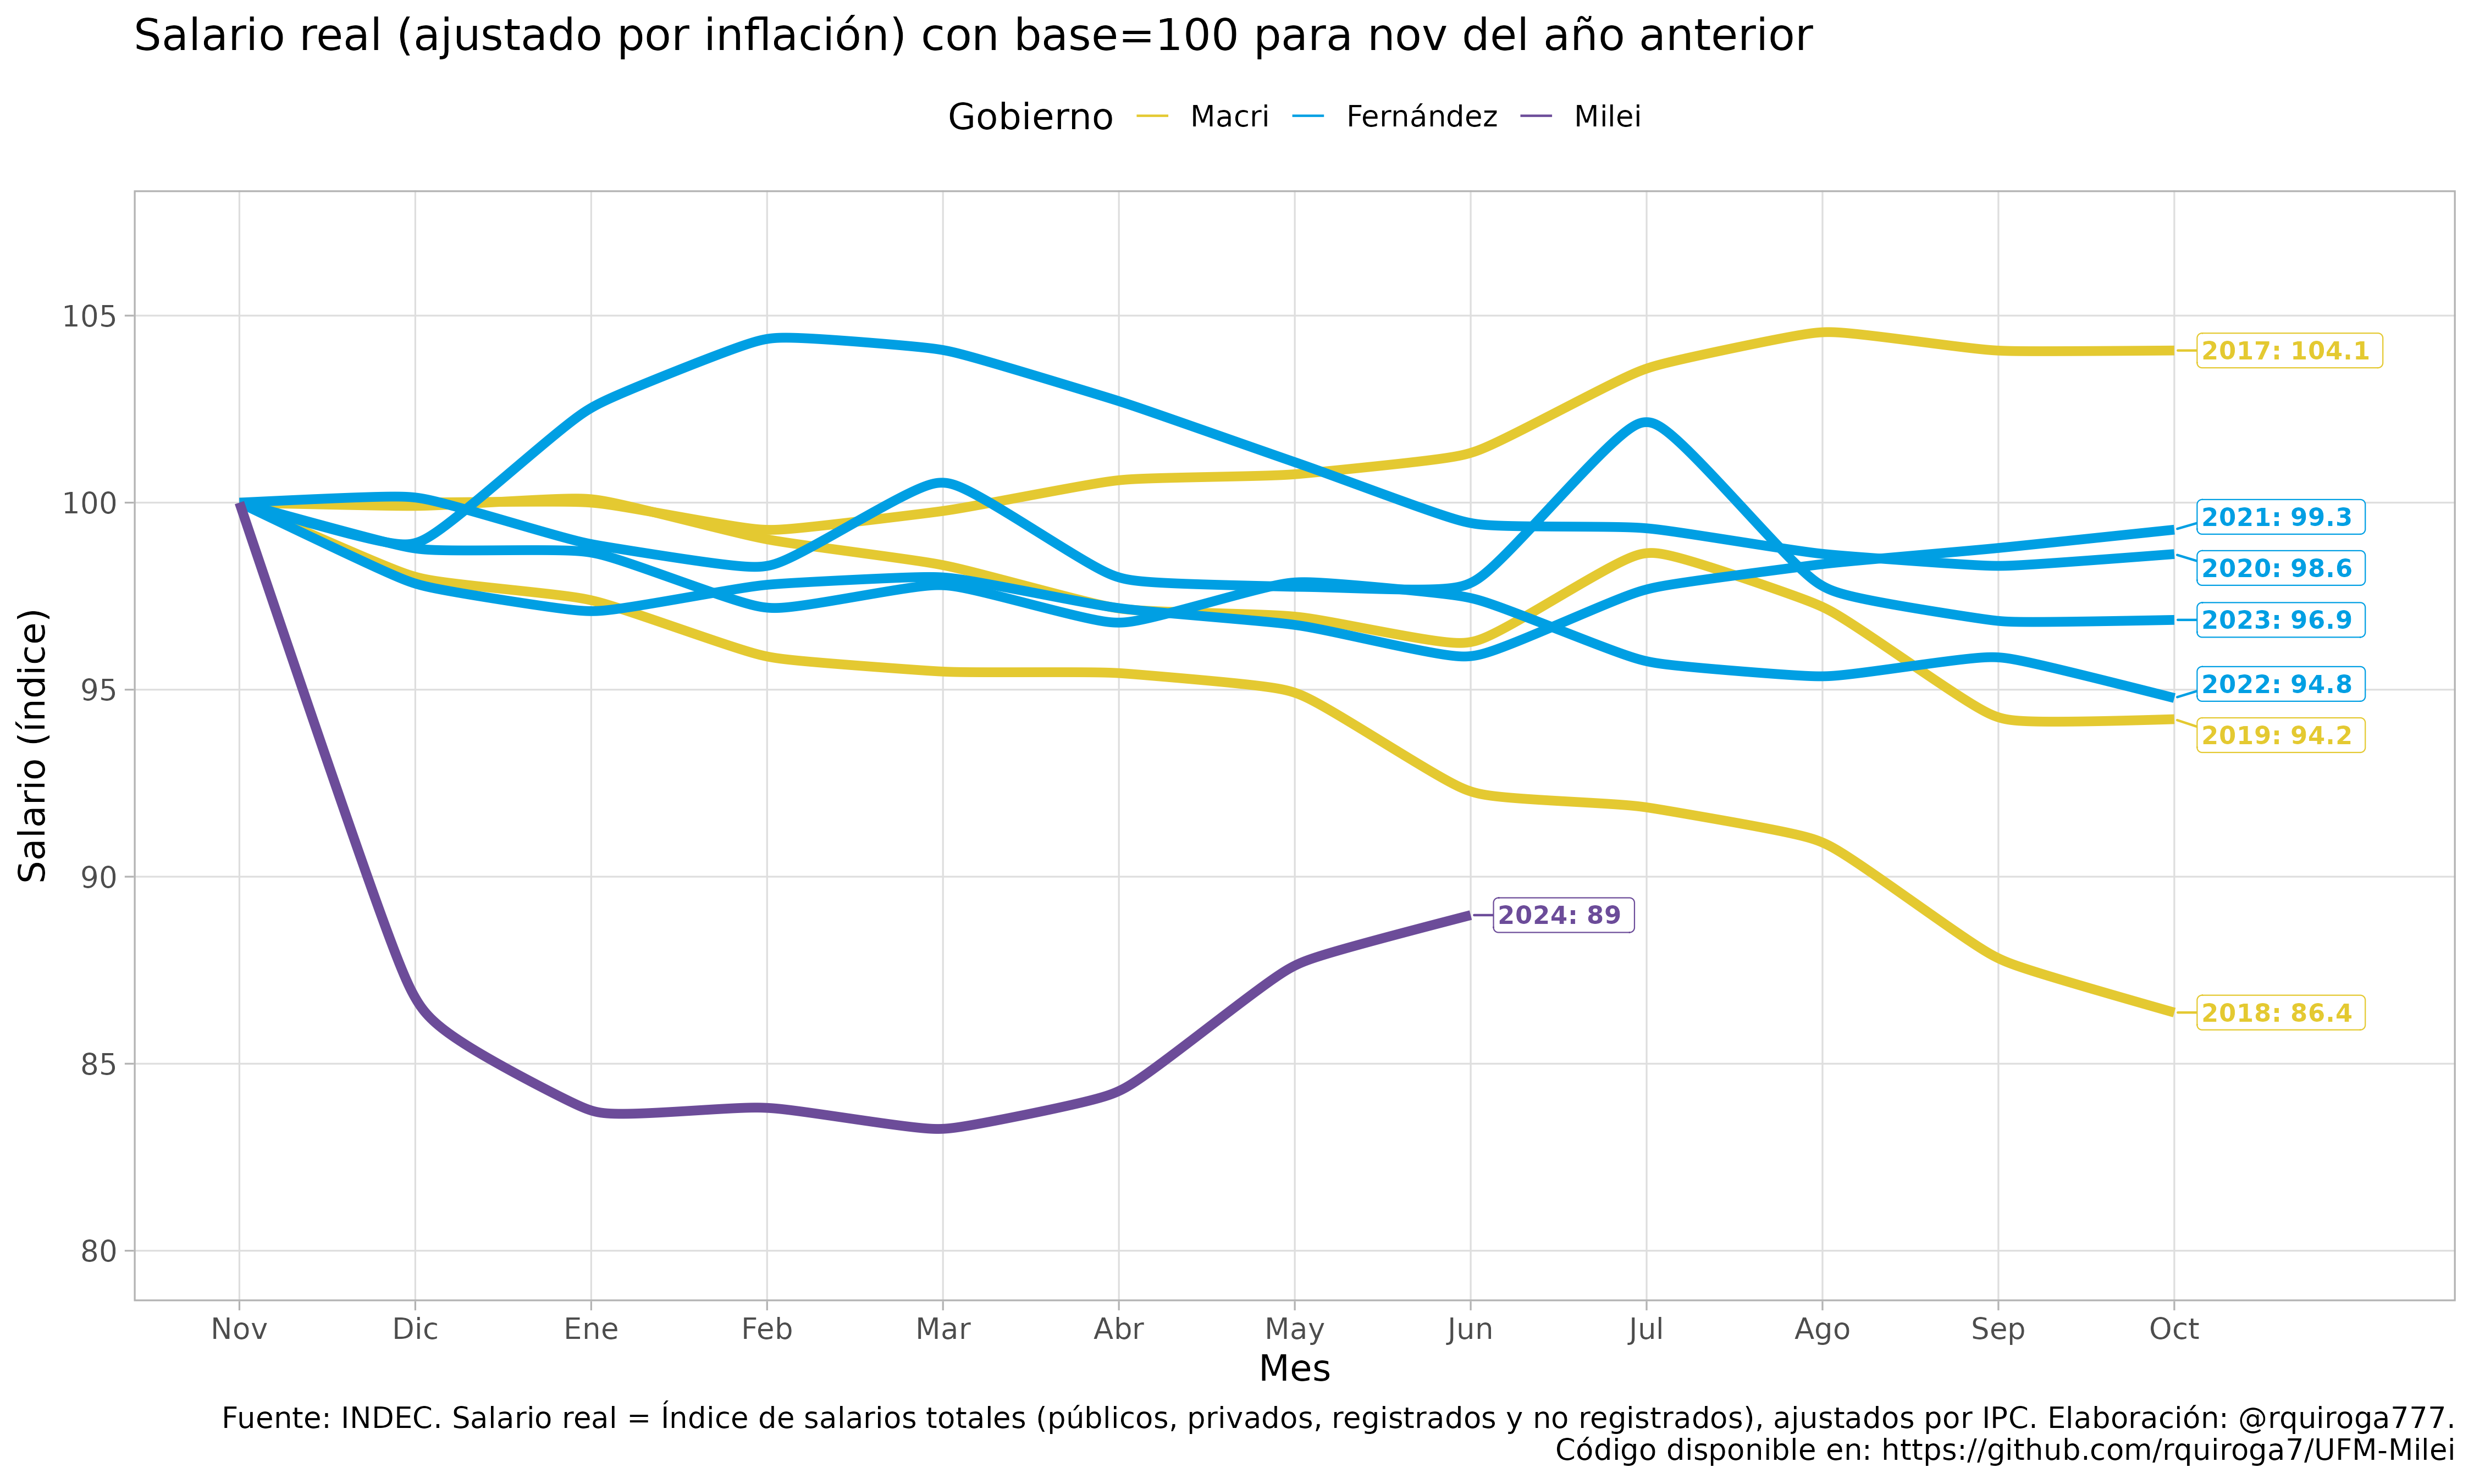 Salario real (ajustado por inflación) con base=100 para nov del año anterior
Gobierno Macri Fernández Milei
Salario (índice)
105
100
95
90
85
80
2017: 104.1
2021: 99.3
2020: 98.6
2023: 96.9
2022: 94.8
2019: 94.2
2024: 89
2018: 86.4
Nov Dic Ene Feb Mar Abr May Jun Jul Ago Sep Oct
Mes
Fuente: INDEC. Salario real = Índice de salarios totales (públicos, privados, registrados y no registrados), ajustados por IPC. Elaboración: @rquiroga777.
Código disponible en: https://github.com/rquiroga7/UFM-Milei